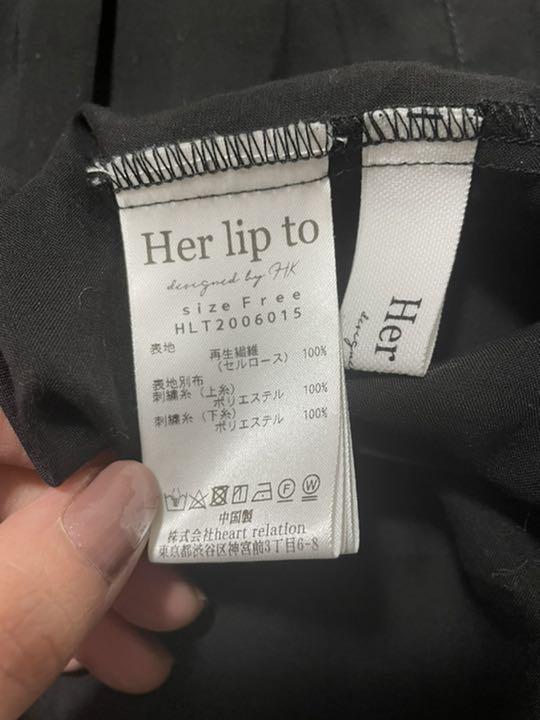 Her lip to
designed by HK
size Free
HLT2006015
表地 再生繊維 100%
(セルロース)
表地別布
刺繍糸(上糸) 100%
ポリエステル
刺繍糸(下糸) 100%
ポリエステル
F W
中国製
株式会社heart relation
東京都渋谷区神宮前3丁目6-8
Her